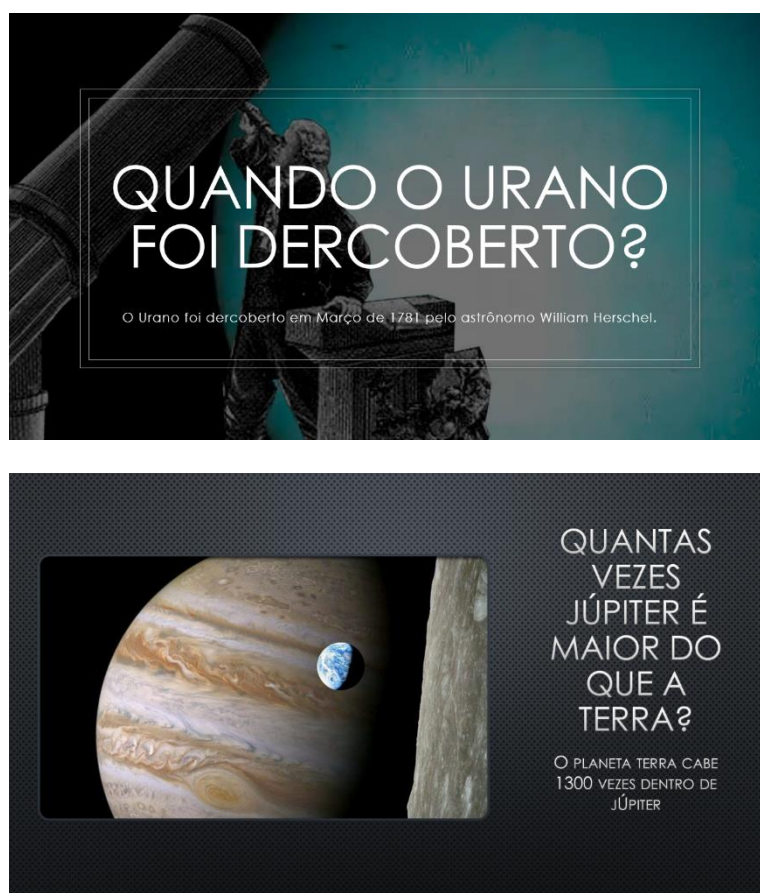 QUANDO O URANO
FOI DERCOBERTO?
O Urano foi dercoberto em Março de 1781 pelo astrônomo William Herschel.
QUANTAS
VEZES
JÚPITER É
MAIOR DO
QUE A
TERRA?
O PLANETA TERRA CABE
1300 VEZES DENTRO DE
JÚPITER